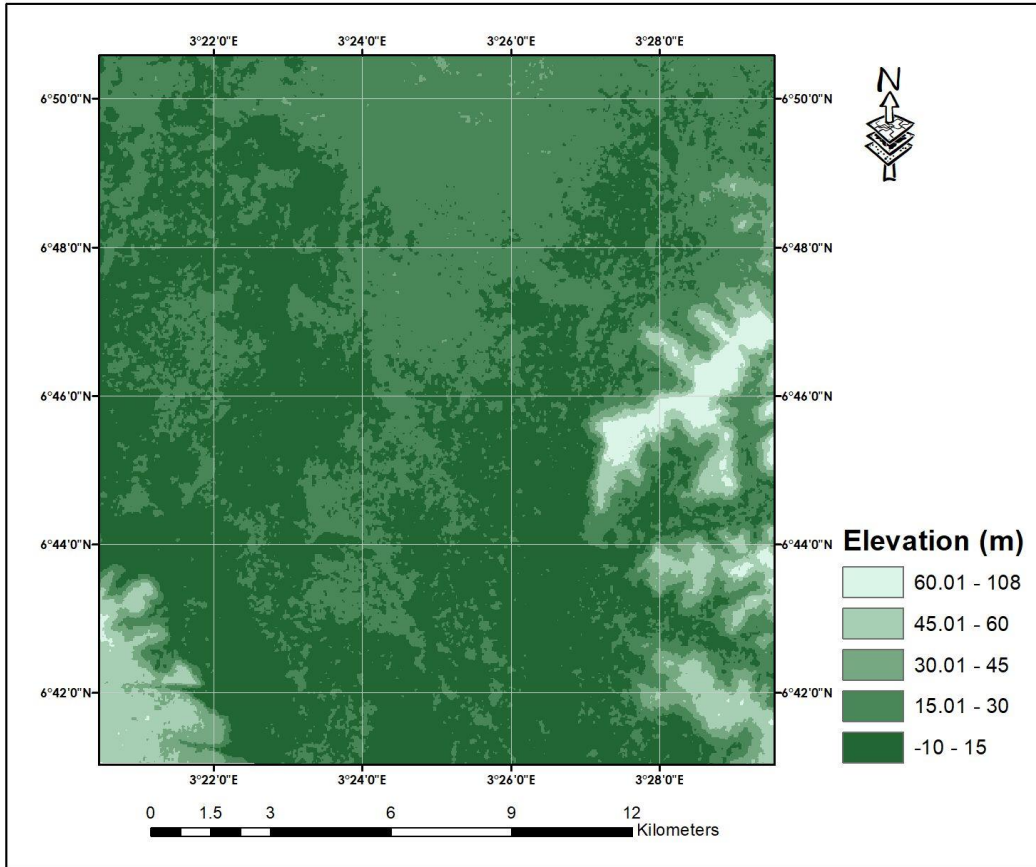 3°22'0"E 3°24'0"E 3°26'0"E 3°28'0"E
N
6°50'0"N 6°50'0"N
6°48'0"N 6°48'0"N
6°46'0"N 6°46'0"N
6°44'0"N 6°44'0"N
6°42'0"N 6°42'0"N
Elevation (m)
60.01 - 108
45.01 - 60
30.01 - 45
15.01 - 30
-10 - 15
3°22'0"E 3°24'0"E 3°26'0"E 3°28'0"E
0 1.5 3 6 9 12
Kilometers